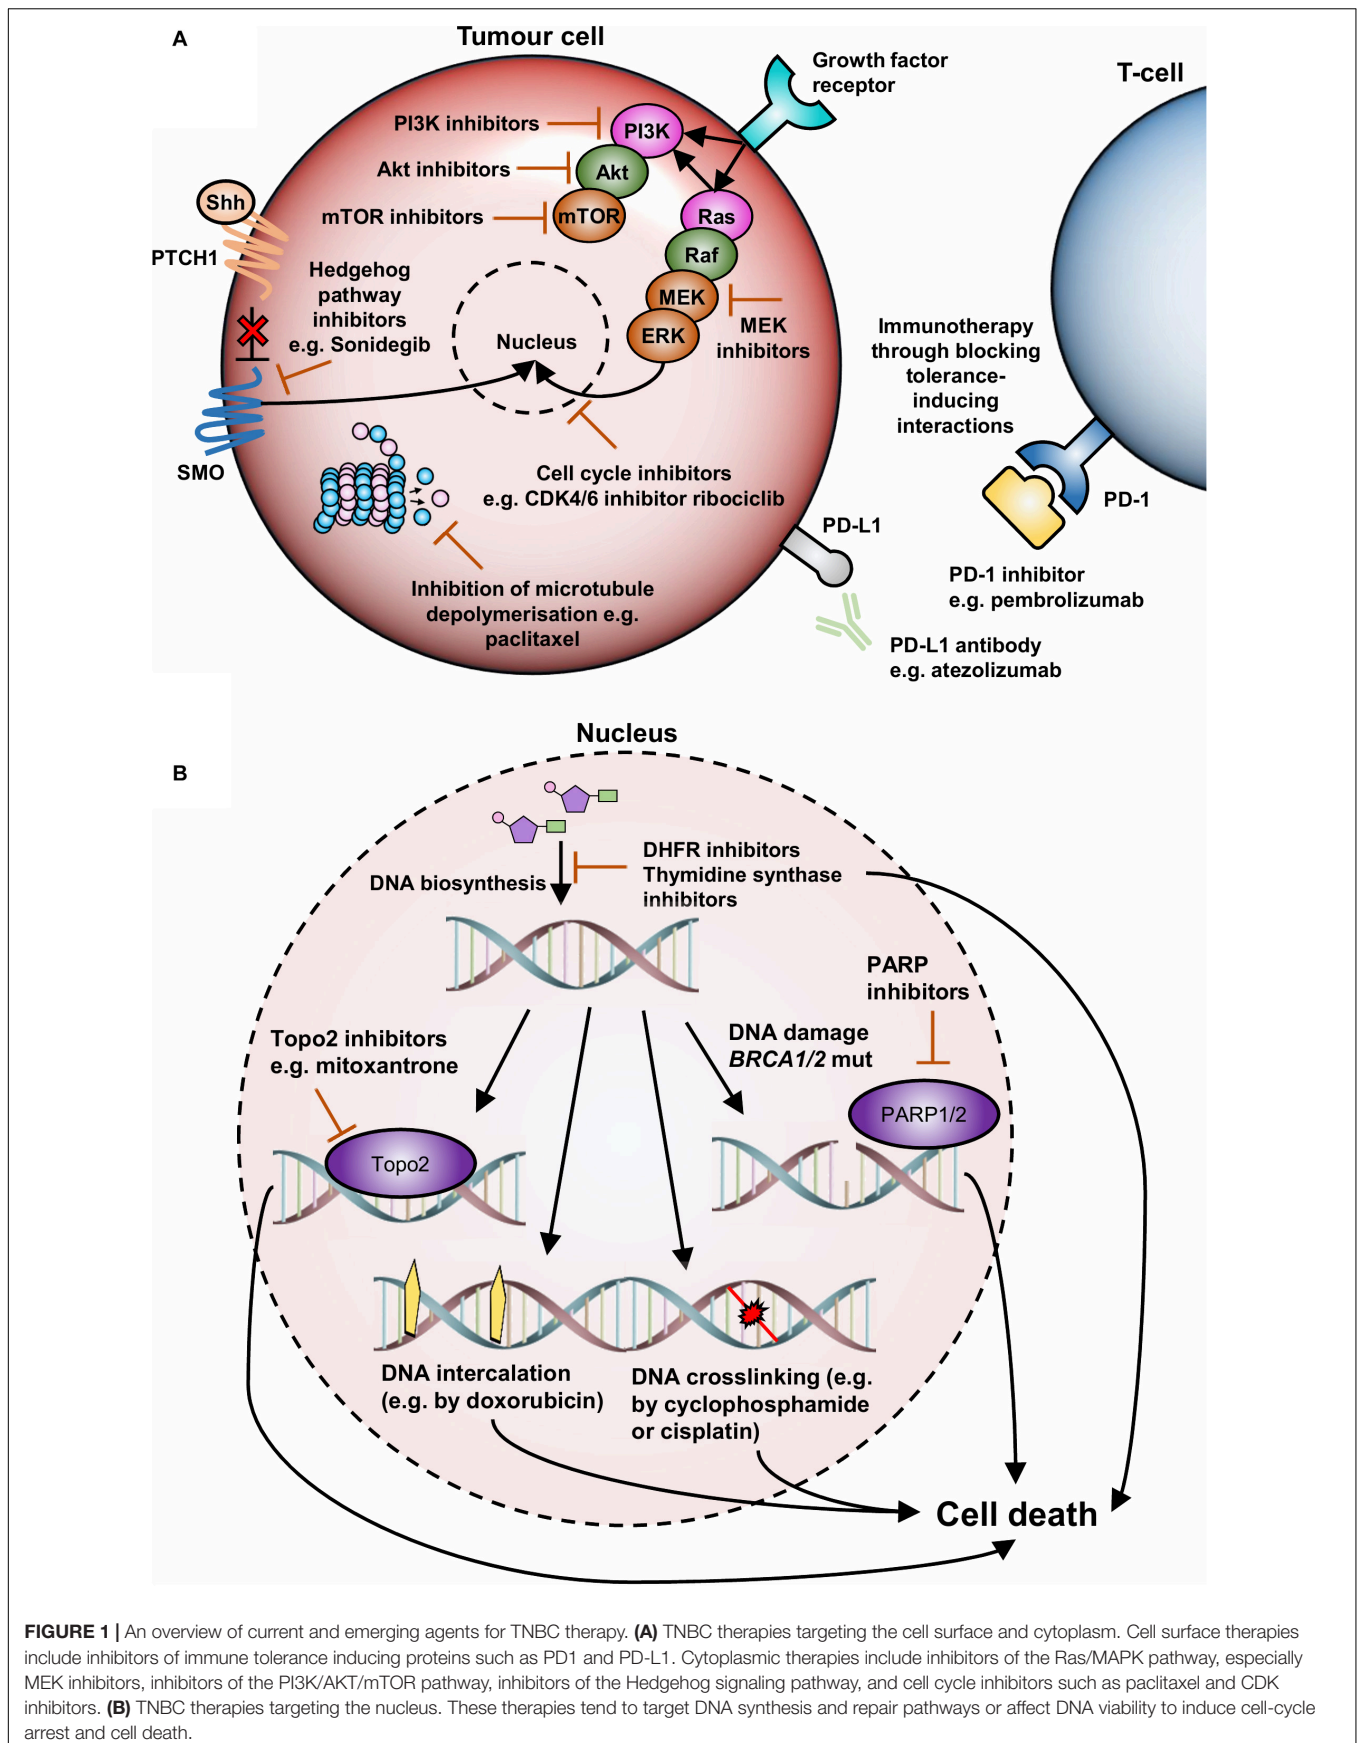 A
Tumour cell
Growth factor
receptor
T-cell
PI3K inhibitors
PI3K
Akt inhibitors
Akt
mTOR inhibitors
mTOR
Ras
Raf
MEK
ERK
MEK
inhibitors
Shh
PTCH1
Hedgehog
pathway
inhibitors
e.g. Sonidegib
Nucleus
SMO
Cell cycle inhibitors
e.g. CDK4/6 inhibitor ribociclib
Inhibition of microtubule
depolymerisation e.g.
paclitaxel
Immunotherapy
through blocking
tolerance-
inducing
interactions
PD-1
PD-L1
PD-1 inhibitor
e.g. pembrolizumab
PD-L1 antibody
e.g. atezolizumab
B
Nucleus
DNA biosynthesis
DHFR inhibitors
Thymidine synthase
inhibitors
PARP
inhibitors
Topo2 inhibitors
e.g. mitoxantrone
DNA damage
BRCA1/2 mut
PARP1/2
Topo2
DNA intercalation
(e.g. by doxorubicin)
DNA crosslinking (e.g.
by cyclophosphamide
or cisplatin)
Cell death
FIGURE 1 | An overview of current and emerging agents for TNBC therapy. (A) TNBC therapies targeting the cell surface and cytoplasm. Cell surface therapies
include inhibitors of immune tolerance inducing proteins such as PD1 and PD-L1. Cytoplasmic therapies include inhibitors of the Ras/MAPK pathway, especially
MEK inhibitors, inhibitors of the PI3K/AKT/mTOR pathway, inhibitors of the Hedgehog signaling pathway, and cell cycle inhibitors such as paclitaxel and CDK
inhibitors. (B) TNBC therapies targeting the nucleus. These therapies tend to target DNA synthesis and repair pathways or affect DNA viability to induce cell-cycle
arrest and cell death.